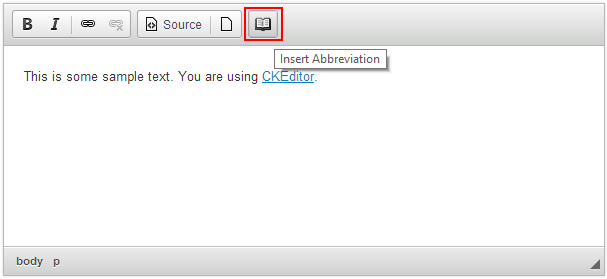 B I Source
Insert Abbreviation
This is some sample text. You are using CKEditor.
body p